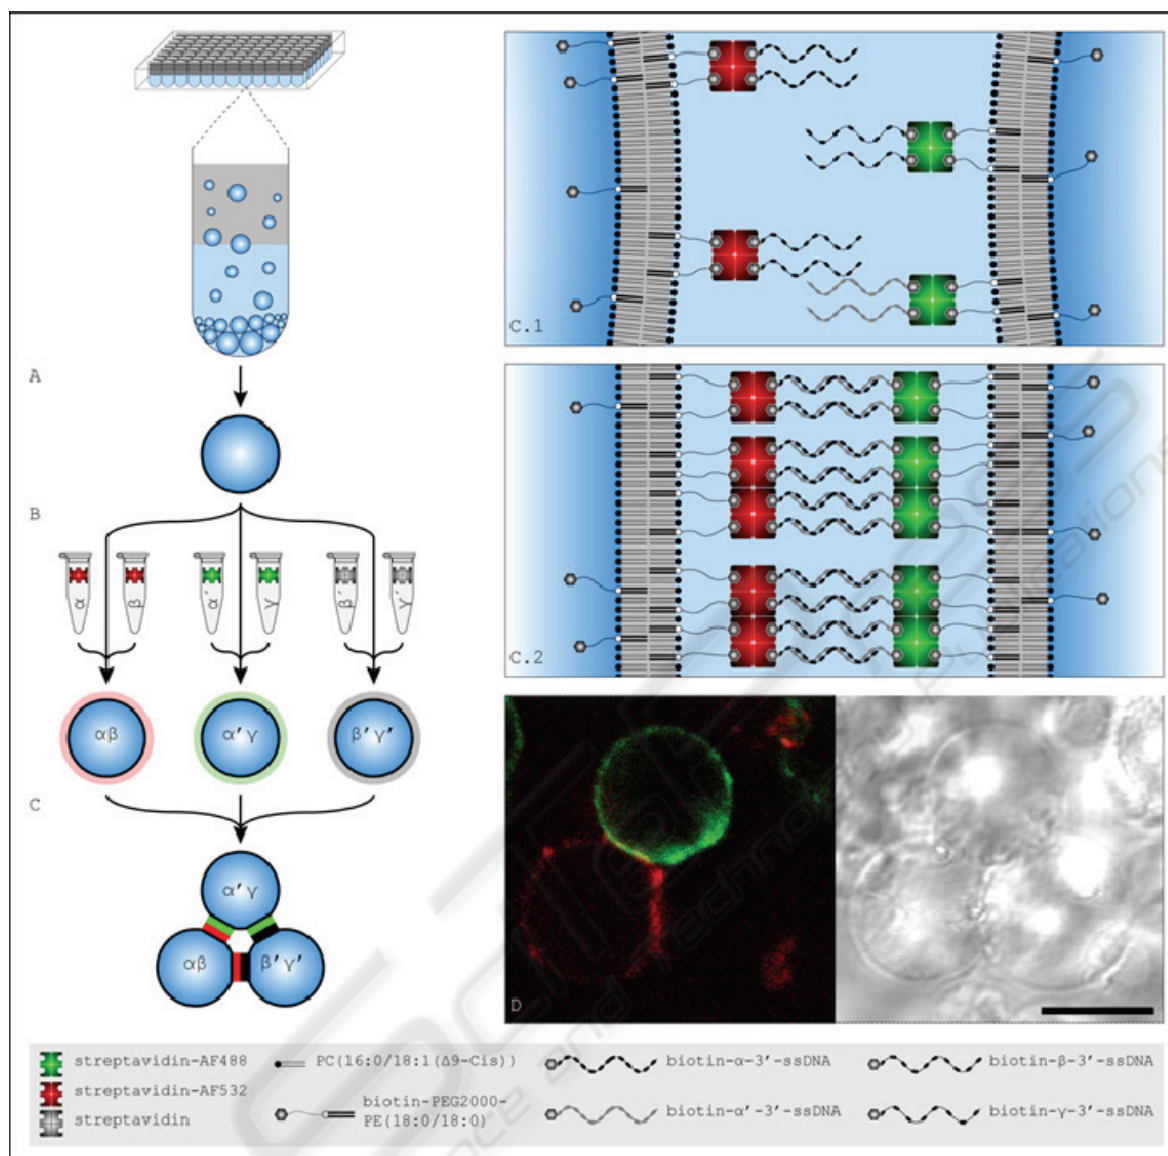 A
B
α
β
α´
γ
β´
γ´
αβ
α′γ
β′γ″
C
α′γ
αβ
β′γ′
C.1
C.2
D
streptavidin-AF488
streptavidin-AF532
streptavidin
PC(16:0/18:1(Δ9-Cis))
biotin-PEG2000-
PE(18:0/18:0)
biotin-α-3′-ssDNA
biotin-α′-3′-ssDNA
biotin-β-3′-ssDNA
biotin-γ-3′-ssDNA